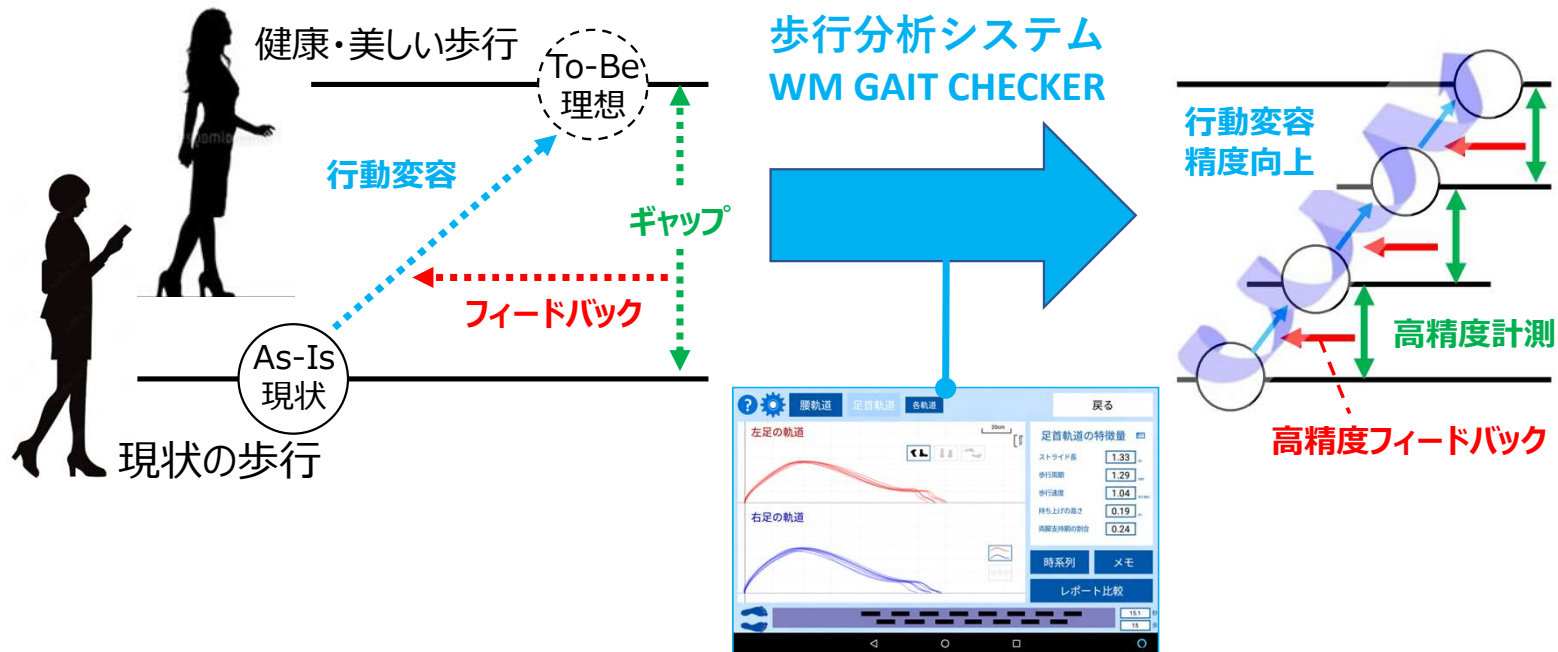 健康・美しい歩行
To-Be
理想
行動変容
ギャップ
フィードバック
As-Is
現状
現状の歩行
歩行分析システム
WM GAIT CHECKER
?
腰軌道
足首軌道
各軌道
戻る
左足の軌道
20cm
右足の軌道
足首軌道の特徴量
ストライド長 1.33
歩行周期 1.29
歩行速度 1.04
持ち上げの高さ 0.19
両脚支持期の割合 0.24
時系列
メモ
レポート比較
15.1 秒
15 歩
行動変容
精度向上
高精度計測
高精度フィードバック